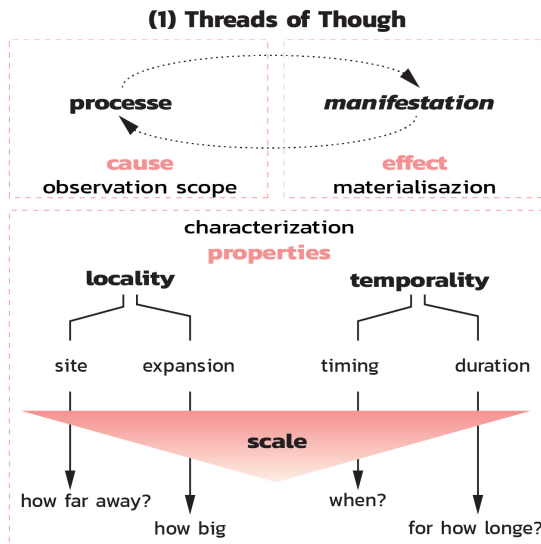 (1) Threads of Though
processe
manifestation
cause
effect
observation scope
materialisazion
characterization
properties
locality
temporality
site
expansion
timing
duration
scale
how far away?
when?
how big
for how longe?